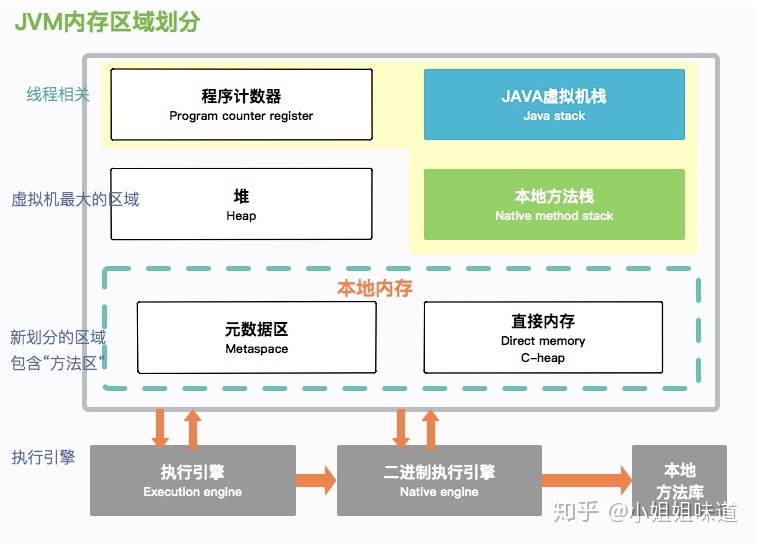 JVM内存区域划分
线程相关
程序计数器
Program counter register
JAVA虚拟机栈
Java stack
虚拟机最大的区域
堆
Heap
本地方法栈
Native method stack
本地内存
新划分的区域
包含“方法区“
元数据区
Metaspace
直接内存
Direct memory
C-heap
执行引擎
执行引擎
Execution engine
二进制执行引擎
Native engine
本地
方法库
知乎 @小姐姐味道